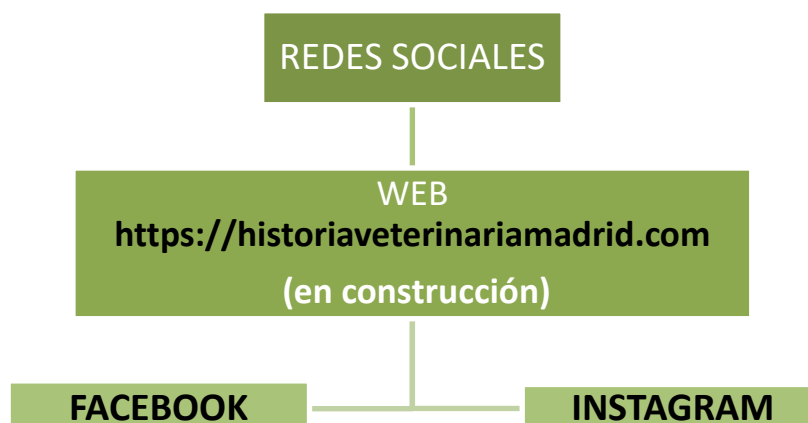 REDES SOCIALES
WEB
https://historiaveterinariamadrid.com
(en construcción)
FACEBOOK
INSTAGRAM